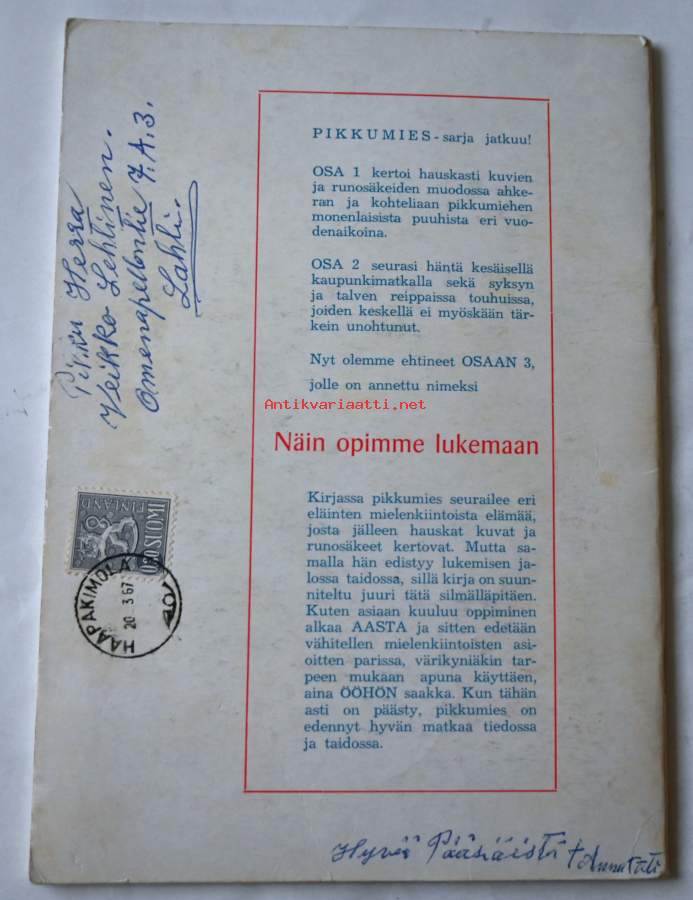 Herra
Veikko Lehtinen.
Omenapellontie 7.A.3.
Lahti.
SUOMI
FINLAND
HAAPAKIMOLA
20.3.67
PIKKUMIES-sarja jatkuu!
OSA 1 kertoi hauskasti kuvien
ja runosäkeiden muodossa ahke-
ran ja kohteliaan pikkumiehen
monenlaisista puuhista eri vuo-
denaikoina.
OSA 2 seurasi häntä kesäisellä
kaupunkimatkalla sekä syksyn
ja talven reippaissa touhuissa,
joiden keskellä ei myöskään tär-
kein unohtunut.
Nyt olemme ehtineet OSAAN 3,
jolle on annettu nimeksi
Antikvariaatti.net
Näin opimme lukemaan
Kirjassa pikkumies seurailee eri
eläinten mielenkiintoista elämää,
josta jälleen hauskat kuvat ja
runosäkeet kertovat. Mutta sa-
malla hän edistyy lukemisen ja-
lossa taidossa, sillä kirja on suun-
niteltu juuri tätä silmälläpitäen.
Kuten asiaan kuuluu oppiminen
alkaa AASTA ja sitten edetään
vähitellen mielenkiintoisten asi-
oitten parissa, värikyniäkin tar-
peen mukaan apuna käyttäen,
aina ÖÖHÖN saakka. Kun tähän
asti on päästy, pikkumies on
edennyt hyvän matkaa tiedossa
ja taidossa.
Hyvää Pääsiäistä + Anna täti